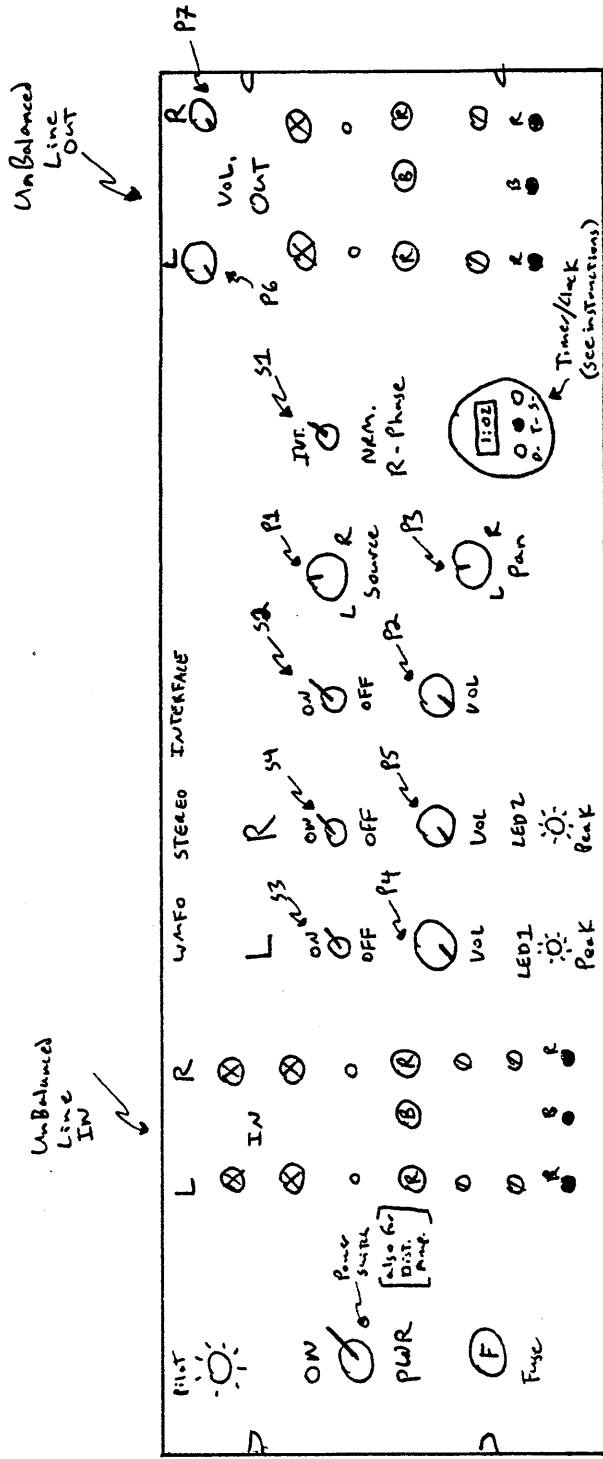 UnBalanced
Line
IN
UnBalanced
Line
OUT
WMFO STEREO INTERFACE
Pilot
ON
PWR
Power
switch
[also for
Dist.
Amp.]
F
Fuse
L R
IN
R B R
R B R
L R
S3
ON
OFF
P4
VOL
LED1
Peak
S4
ON
OFF
P5
VOL
LED2
Peak
S2
ON
OFF
P2
VOL
P1
L R
Source
P3
L R
Pan
S1
INT.
NRM.
R-Phase
1:02
P- T- S-
Timer/Clock
(see instructions)
L R
P6
P7
VOL.
OUT
R B R
R B R